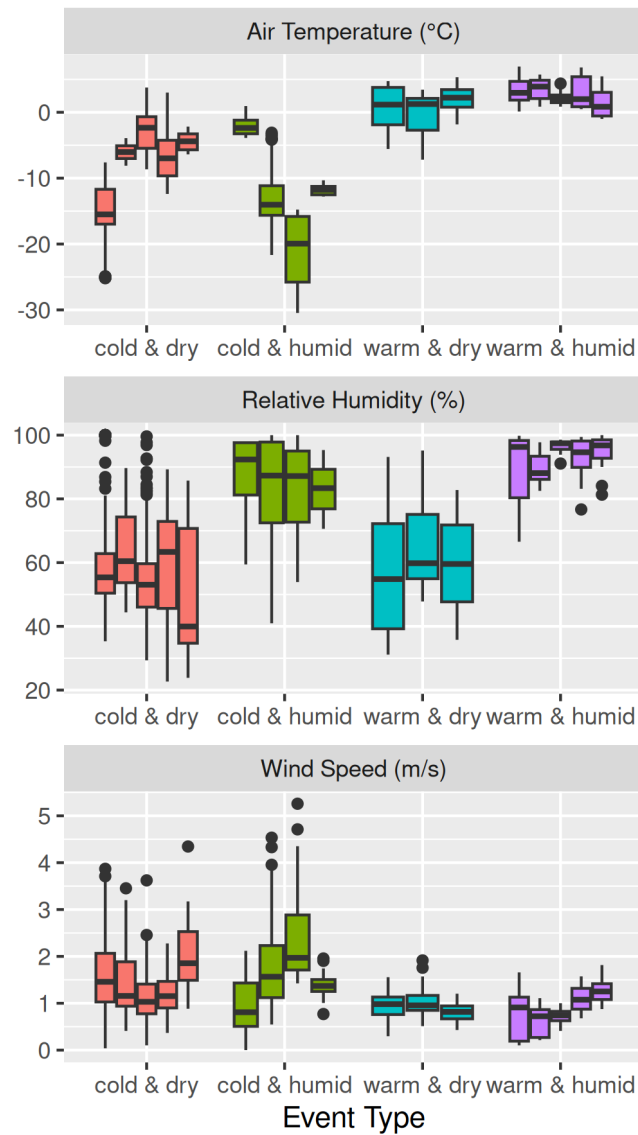 Air Temperature (°C)
0
-10
-20
-30
cold & dry cold & humid warm & dry warm & humid
Relative Humidity (%)
100
80
60
40
20
cold & dry cold & humid warm & dry warm & humid
Wind Speed (m/s)
5
4
3
2
1
0
cold & dry cold & humid warm & dry warm & humid
Event Type